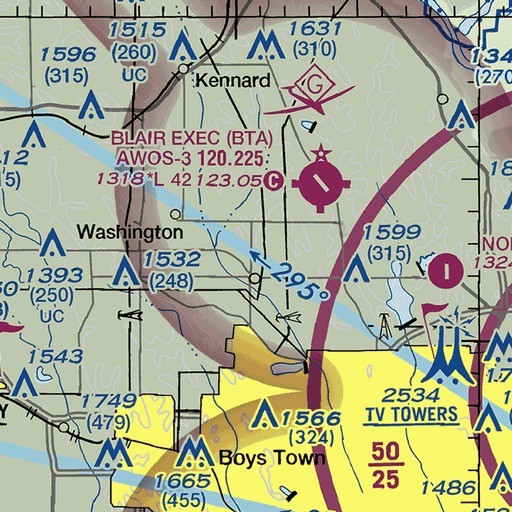 1515
(260)
UC
1631
(310)
1596
(315)
Kennard
G
BLAIR EXEC (BTA)
AWOS-3 120.225
1318 *L 42 123.05 C
Washington
1532
(248)
295°
1599
(315)
1393
(250)
UC
1543
1749
(479)
1566
(324)
2534
TV TOWERS
Boys Town
1665
(455)
50
25
1486